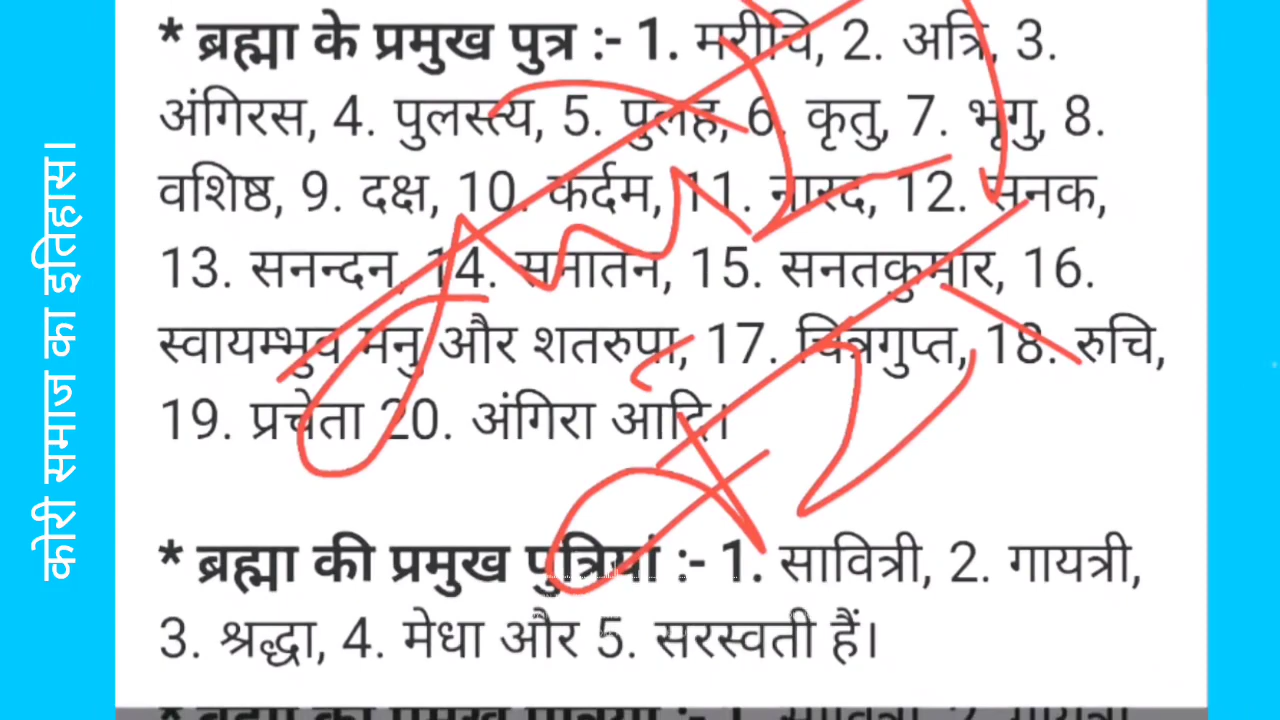 कोरी समाज का इतिहास।
* ब्रह्मा के प्रमुख पुत्र :- 1. मरीचि, 2. अत्रि, 3.
अंगिरस, 4. पुलस्त्य, 5. पुलह, 6. कृतु, 7. भृगु, 8.
वशिष्ठ, 9. दक्ष, 10. कर्दम, 11. नारद, 12. सनक,
13. सनन्दन, 14. सनातन, 15. सनतकुमार, 16.
स्वायम्भुव मनु और शतरुपा, 17. चित्रगुप्त, 18. रुचि,
19. प्रचेता 20. अंगिरा आदि।
* ब्रह्मा की प्रमुख पुत्रियां :- 1. सावित्री, 2. गायत्री,
3. श्रद्धा, 4. मेधा और 5. सरस्वती हैं।